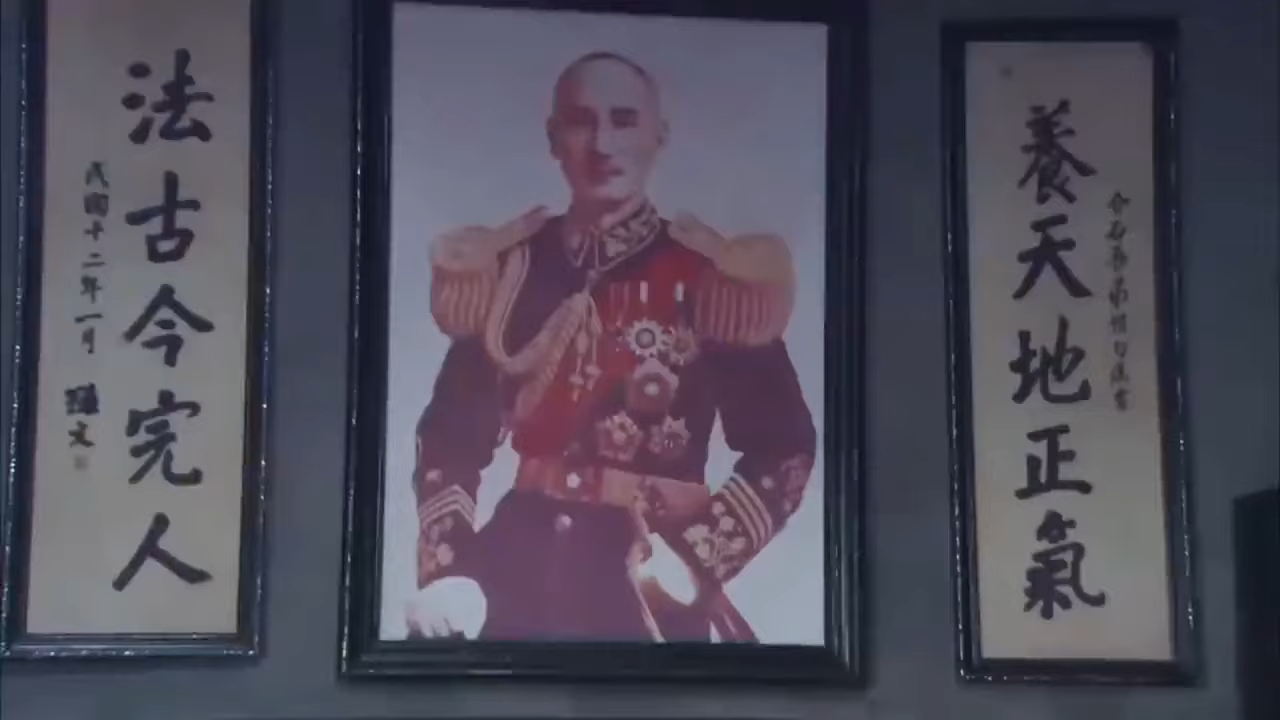 養天地正氣
法古今完人
民國十二年一月 孫文